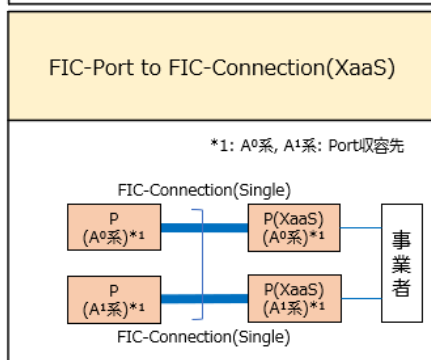 FIC-Port to FIC-Connection(XaaS)
*1: A⁰系, A¹系: Port収容先
FIC-Connection(Single)
P
(A⁰系)*1
P(XaaS)
(A⁰系)*1
事業者
P
(A¹系)*1
P(XaaS)
(A¹系)*1
FIC-Connection(Single)